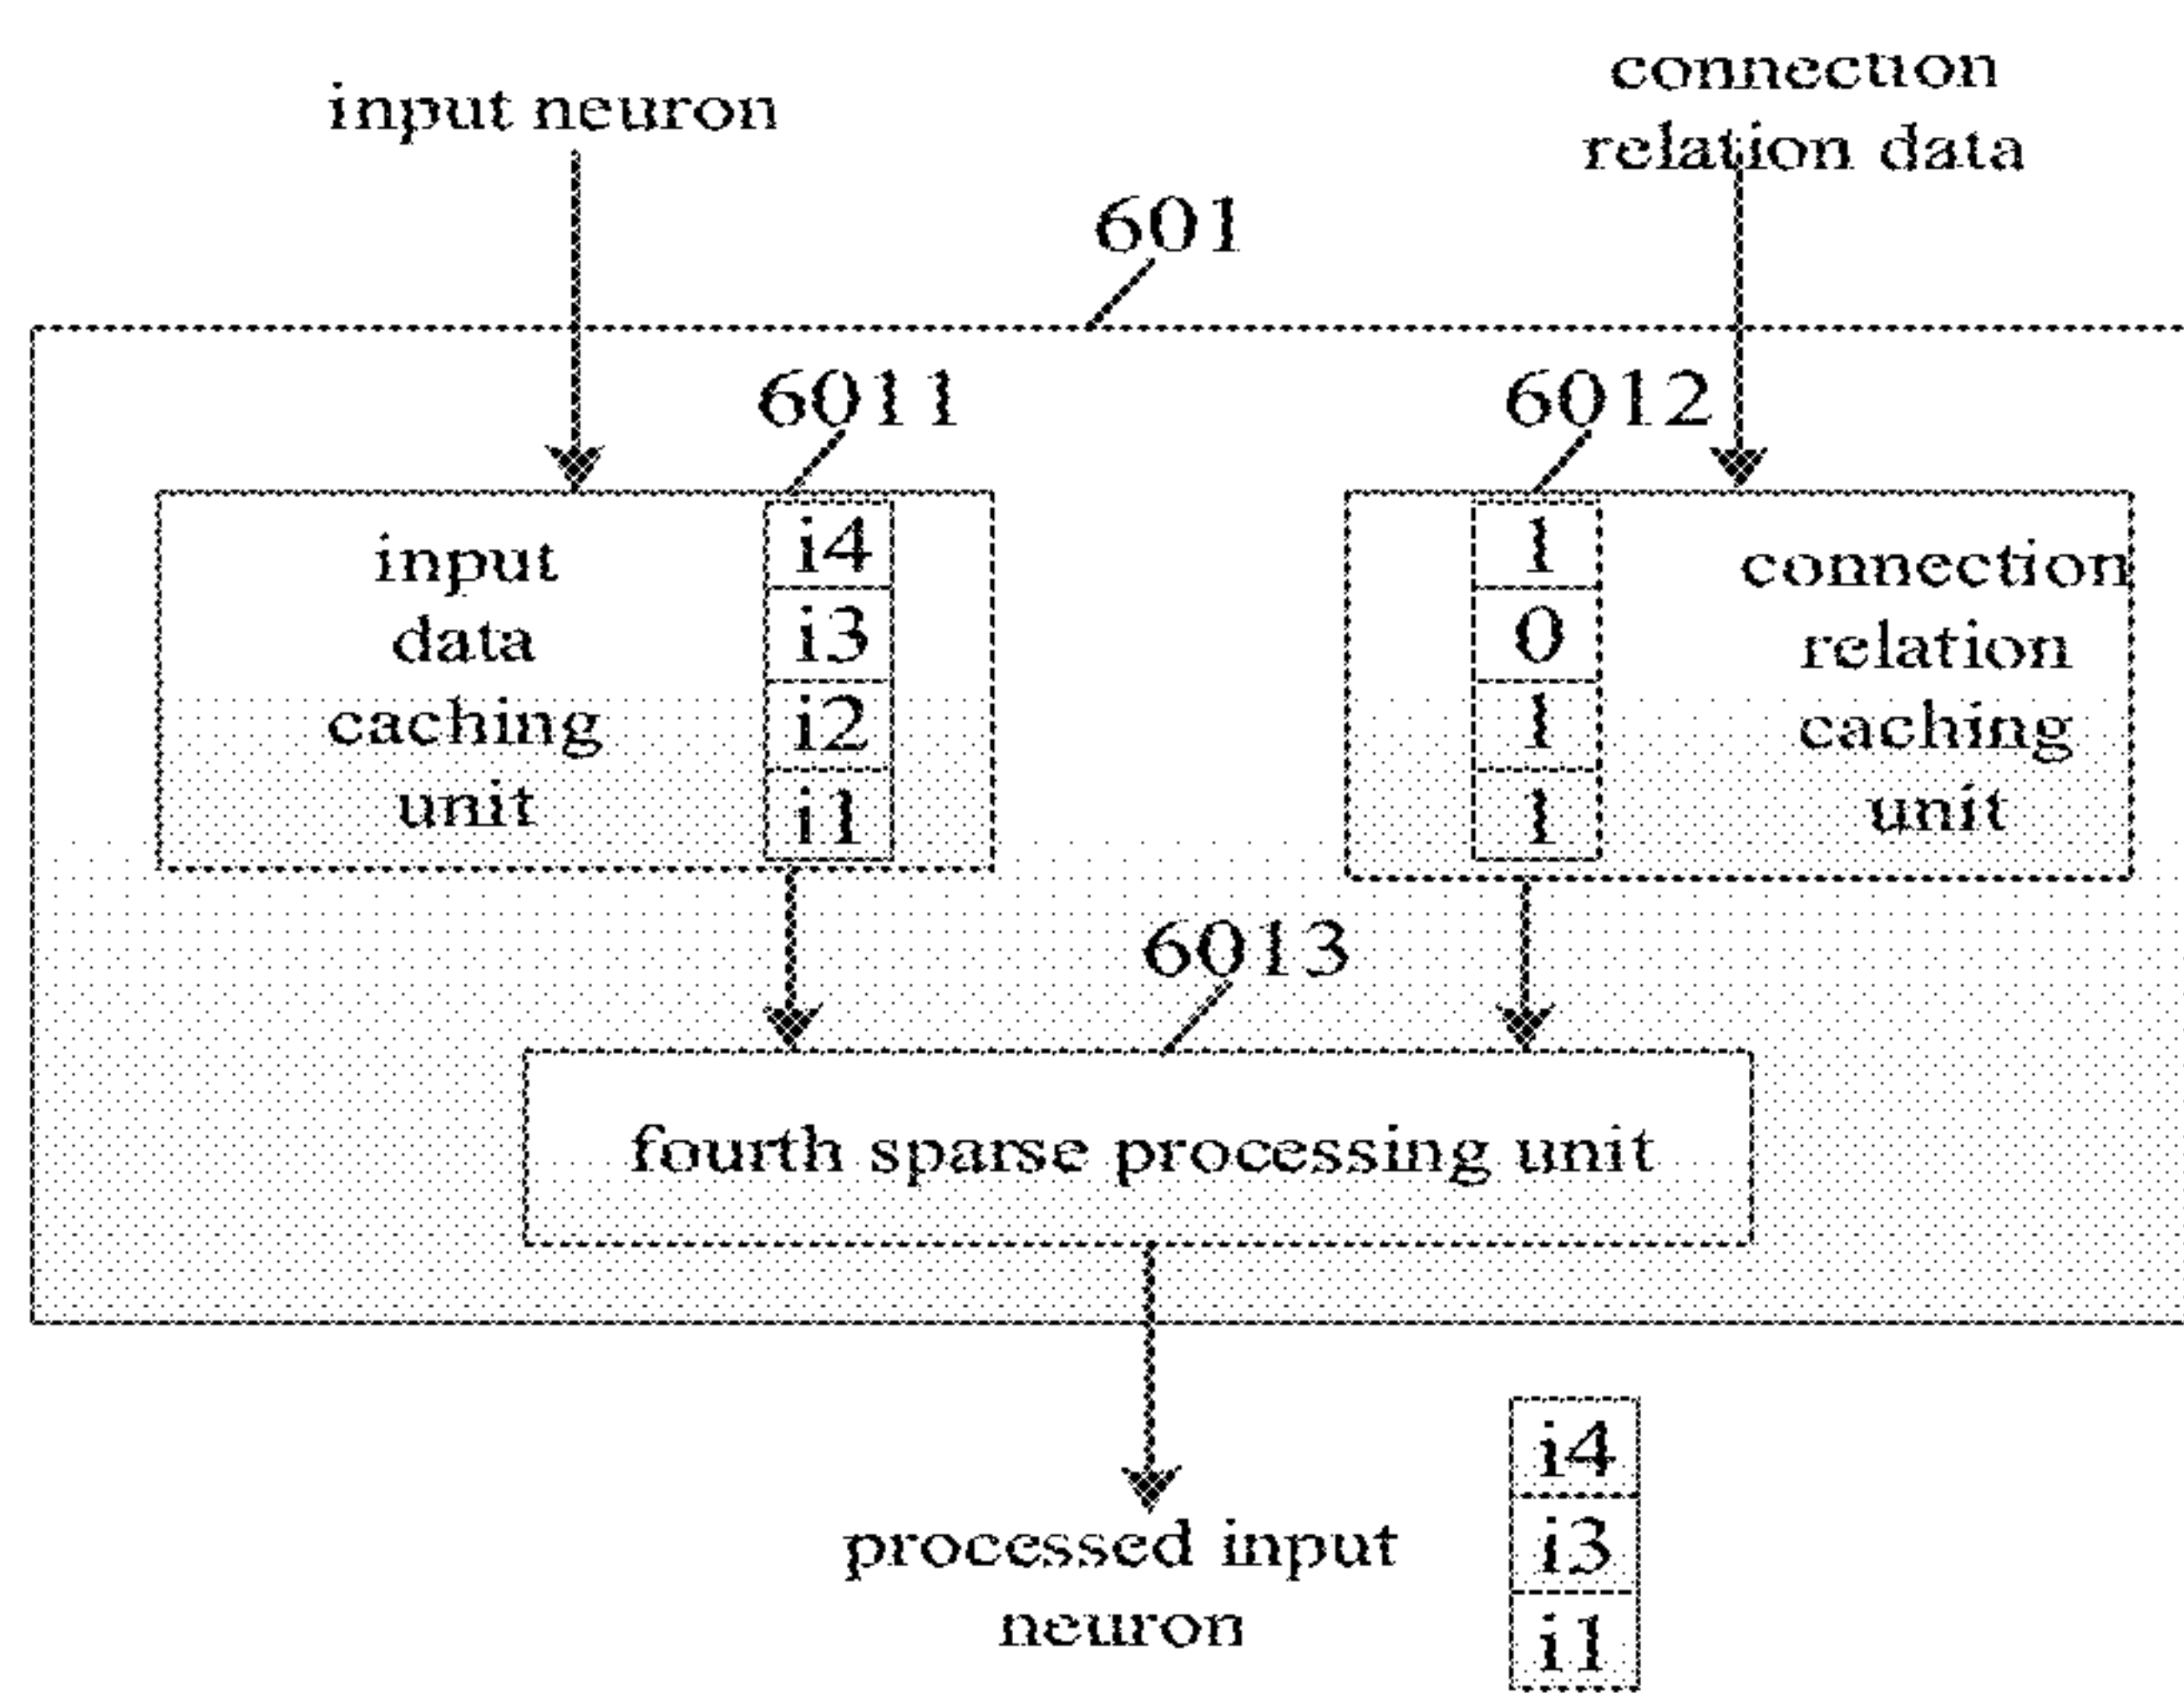 input neuron
connection
relation data
601
6011
6012
input
data
caching
unit
i4
i3
i2
i1
1
0
1
1
connection
relation
caching
unit
6013
fourth sparse processing unit
processed input
neuron
i4
i3
i1